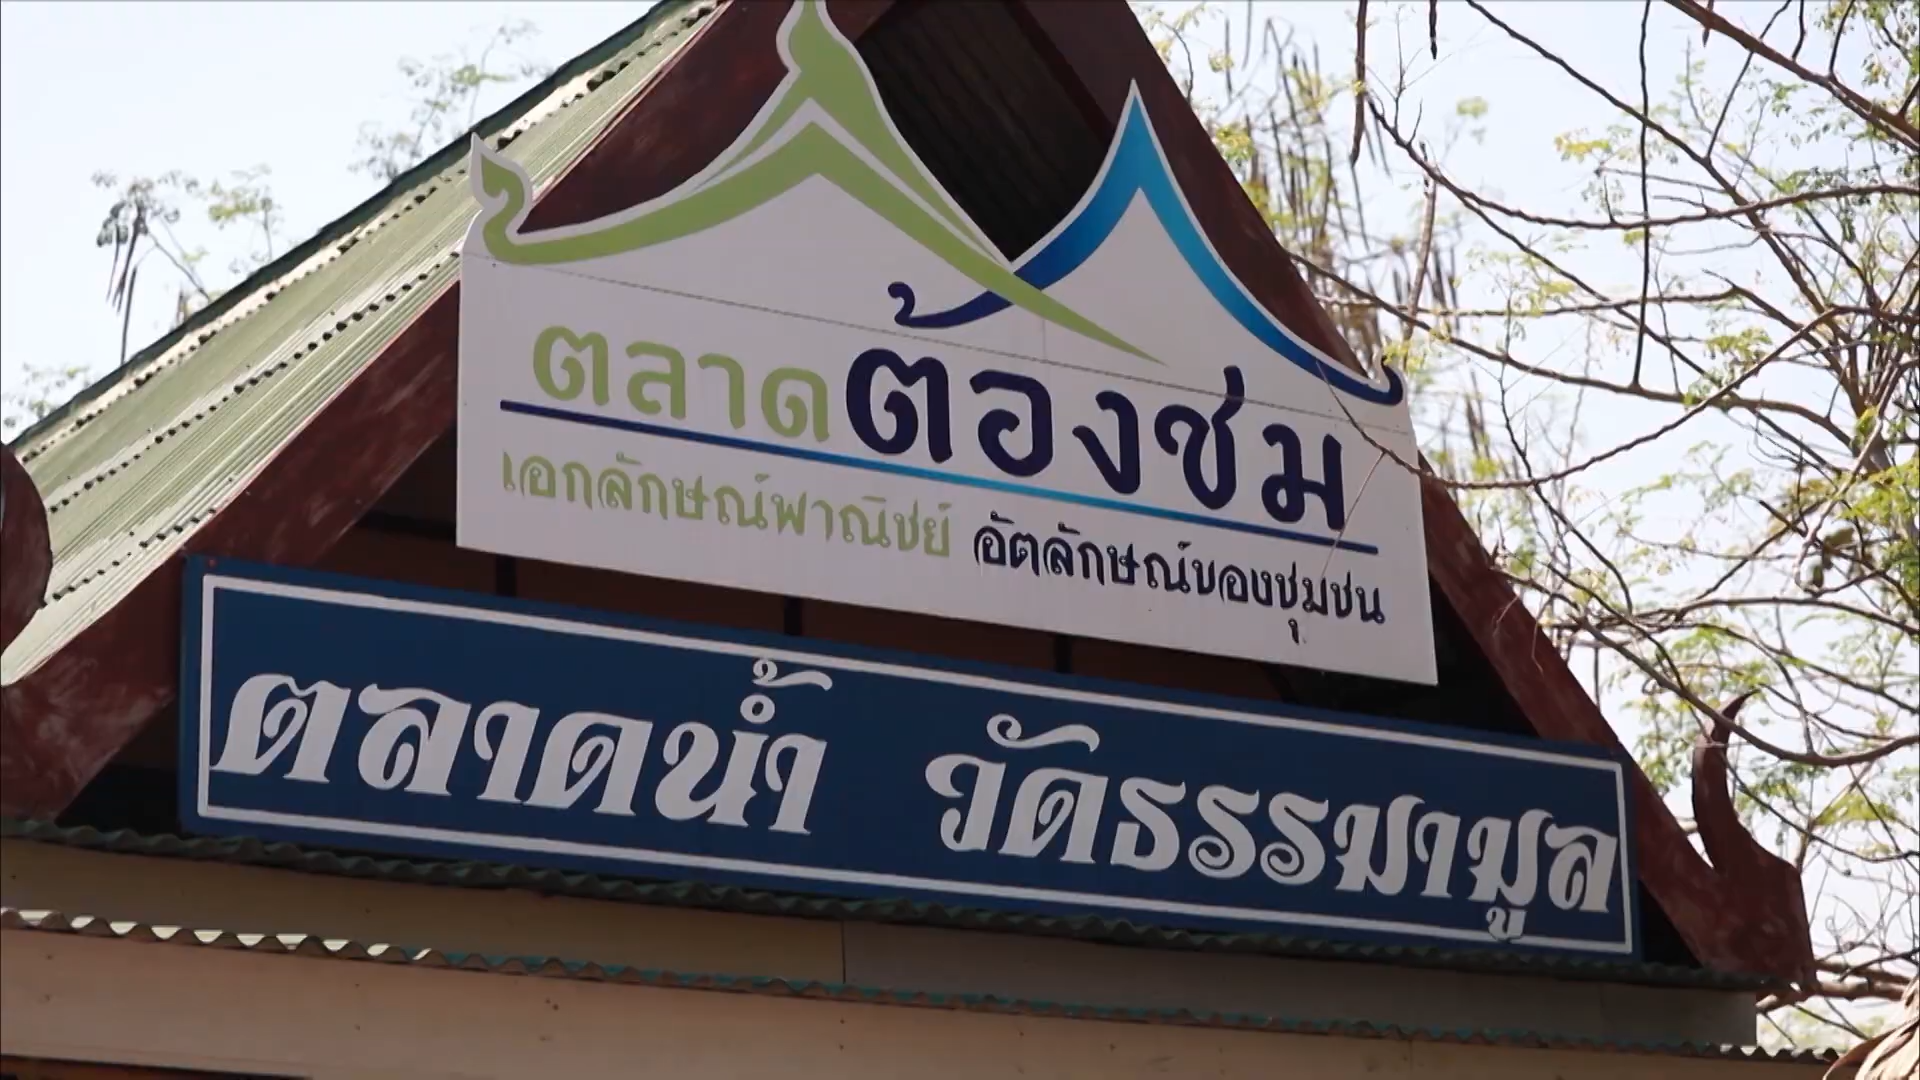 ตลาดต้องชม
เอกลักษณ์พาณิชย์ อัตลักษณ์ของชุมชน
ตลาดน้ำ วัดธรรมามูล